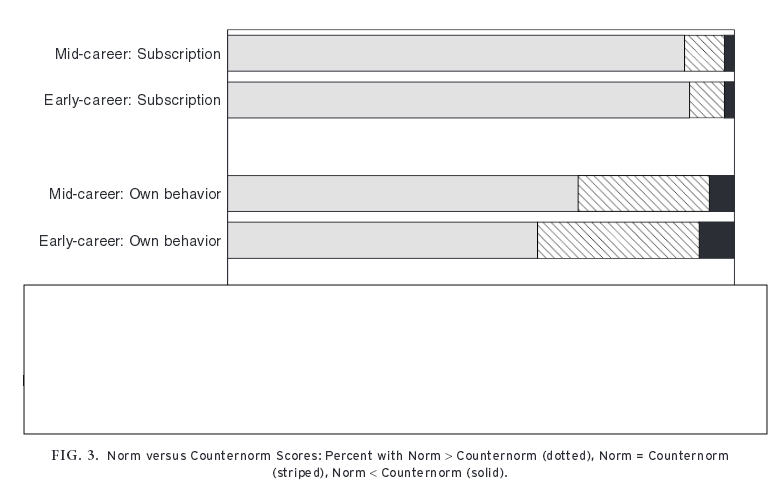 Mid-career: Subscription
Early-career: Subscription
Mid-career: Own behavior
Early-career: Own behavior
FIG. 3. Norm versus Counternorm Scores: Percent with Norm > Counternorm (dotted), Norm = Counternorm
(striped), Norm < Counternorm (solid).